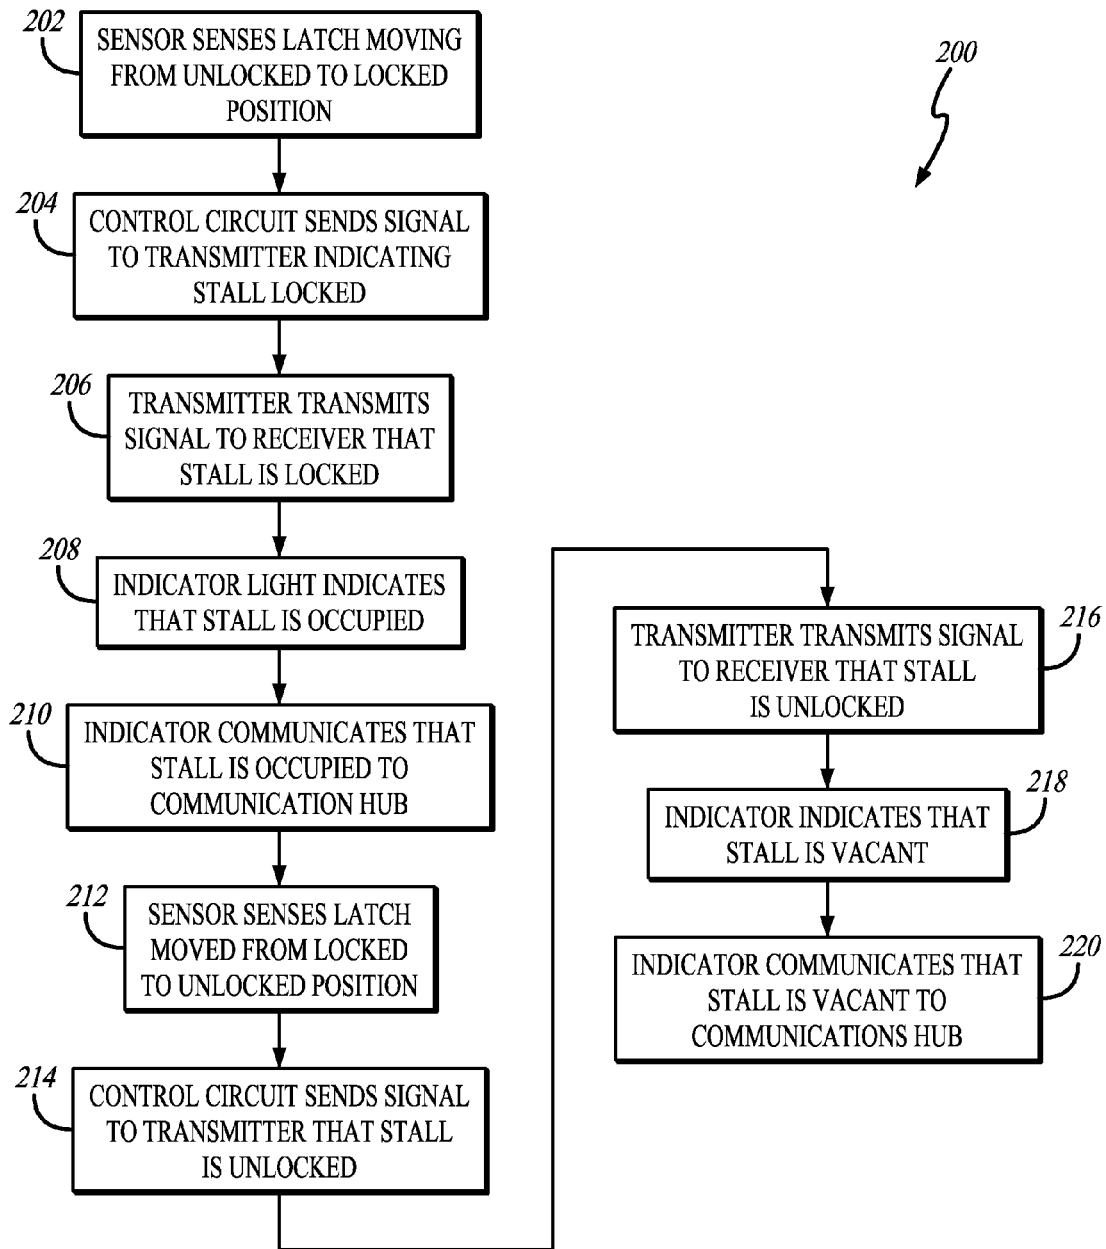 202
SENSOR SENSES LATCH MOVING
FROM UNLOCKED TO LOCKED
POSITION
200
204
CONTROL CIRCUIT SENDS SIGNAL
TO TRANSMITTER INDICATING
STALL LOCKED
206
TRANSMITTER TRANSMITS
SIGNAL TO RECEIVER THAT
STALL IS LOCKED
208
INDICATOR LIGHT INDICATES
THAT STALL IS OCCUPIED
210
INDICATOR COMMUNICATES THAT
STALL IS OCCUPIED TO
COMMUNICATION HUB
212
SENSOR SENSES LATCH
MOVED FROM LOCKED
TO UNLOCKED POSITION
214
CONTROL CIRCUIT SENDS SIGNAL
TO TRANSMITTER THAT STALL
IS UNLOCKED
216
TRANSMITTER TRANSMITS SIGNAL
TO RECEIVER THAT STALL
IS UNLOCKED
218
INDICATOR INDICATES THAT
STALL IS VACANT
220
INDICATOR COMMUNICATES THAT
STALL IS VACANT TO
COMMUNICATIONS HUB